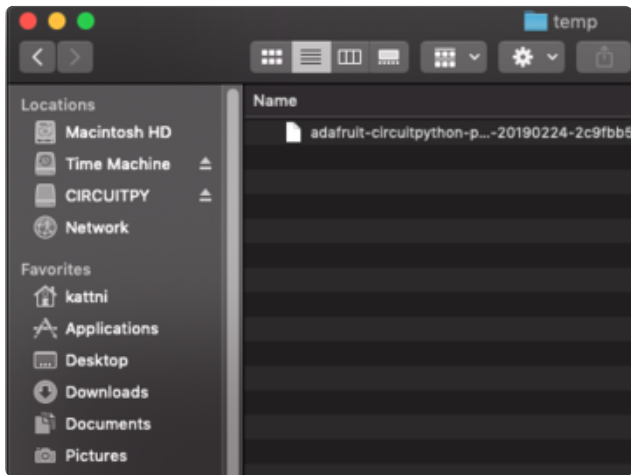 temp
Locations
Macintosh HD
Time Machine
CIRCUITPY
Network
Favorites
kattni
Applications
Desktop
Downloads
Documents
Pictures
Name
adafruit-circuitpython-p...-20190224-2c9fbb5